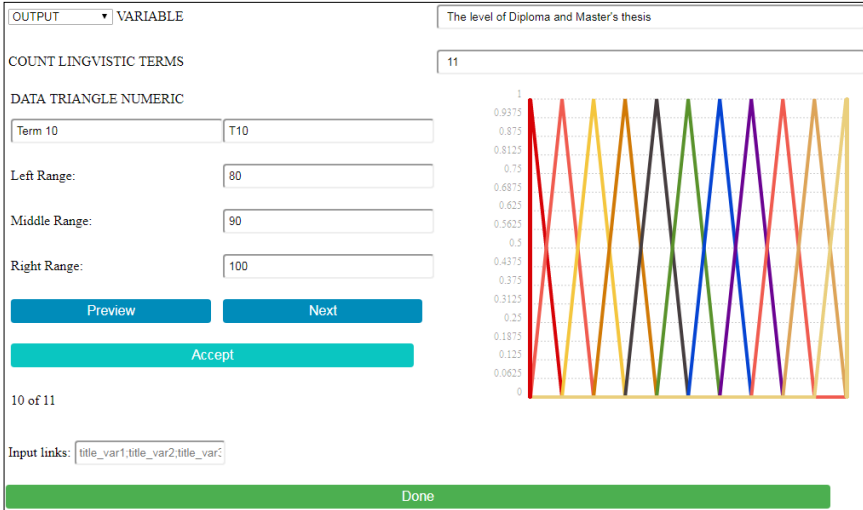 OUTPUT VARIABLE
The level of Diploma and Master's thesis
COUNT LINGVISTIC TERMS
11
DATA TRIANGLE NUMERIC
Term 10
T10
Left Range:
80
Middle Range:
90
Right Range:
100
Preview
Next
Accept
10 of 11
Input links:
title_var1;title_var2;title_var3
Done
1
0.9375
0.875
0.8125
0.75
0.6875
0.625
0.5625
0.5
0.4375
0.375
0.3125
0.25
0.1875
0.125
0.0625
0